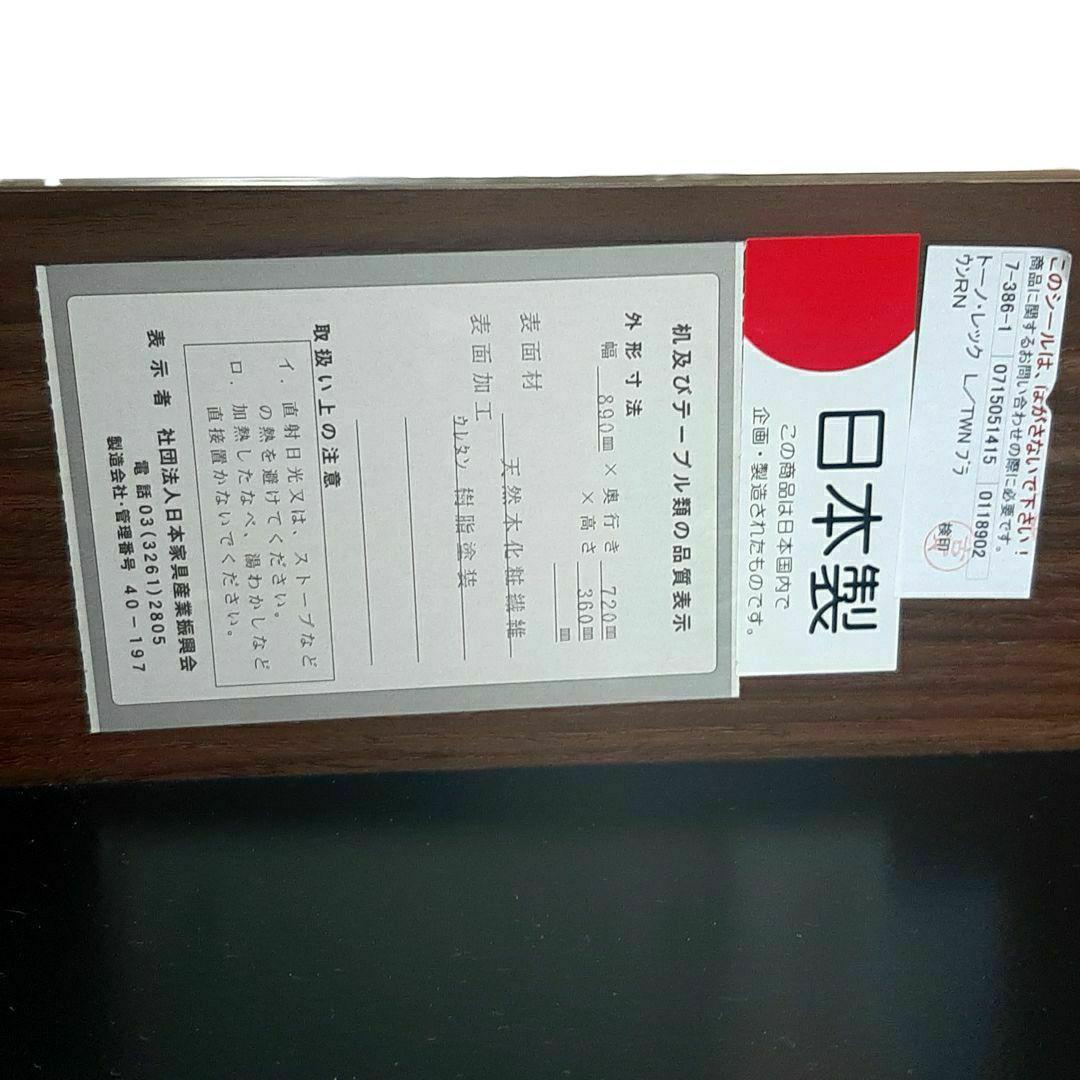 このシールは、はがさないで下さい！
商品に関するお問い合わせの際に必要です。
7-386-1 0715051415 0118902
トーノ・レック L／TWN ブラ
ウンRN
検印
日本製
この商品は日本国内で
企画・製造されたものです。
机及びテーブル類の品質表示
外形寸法
幅 890㎜ × 奥行き 720㎜
× 高さ 360㎜
㎜
表面材 天然木化粧繊維
表面加工 ウレタン樹脂塗装
取扱い上の注意
イ．直射日光又は、ストーブなど
の熱を避けてください。
ロ．加熱したなべ、湯わかしなど
直接置かないでください。
表示者 社団法人日本家具産業振興会
電話03(3261)2805
製造会社・管理番号 40-197